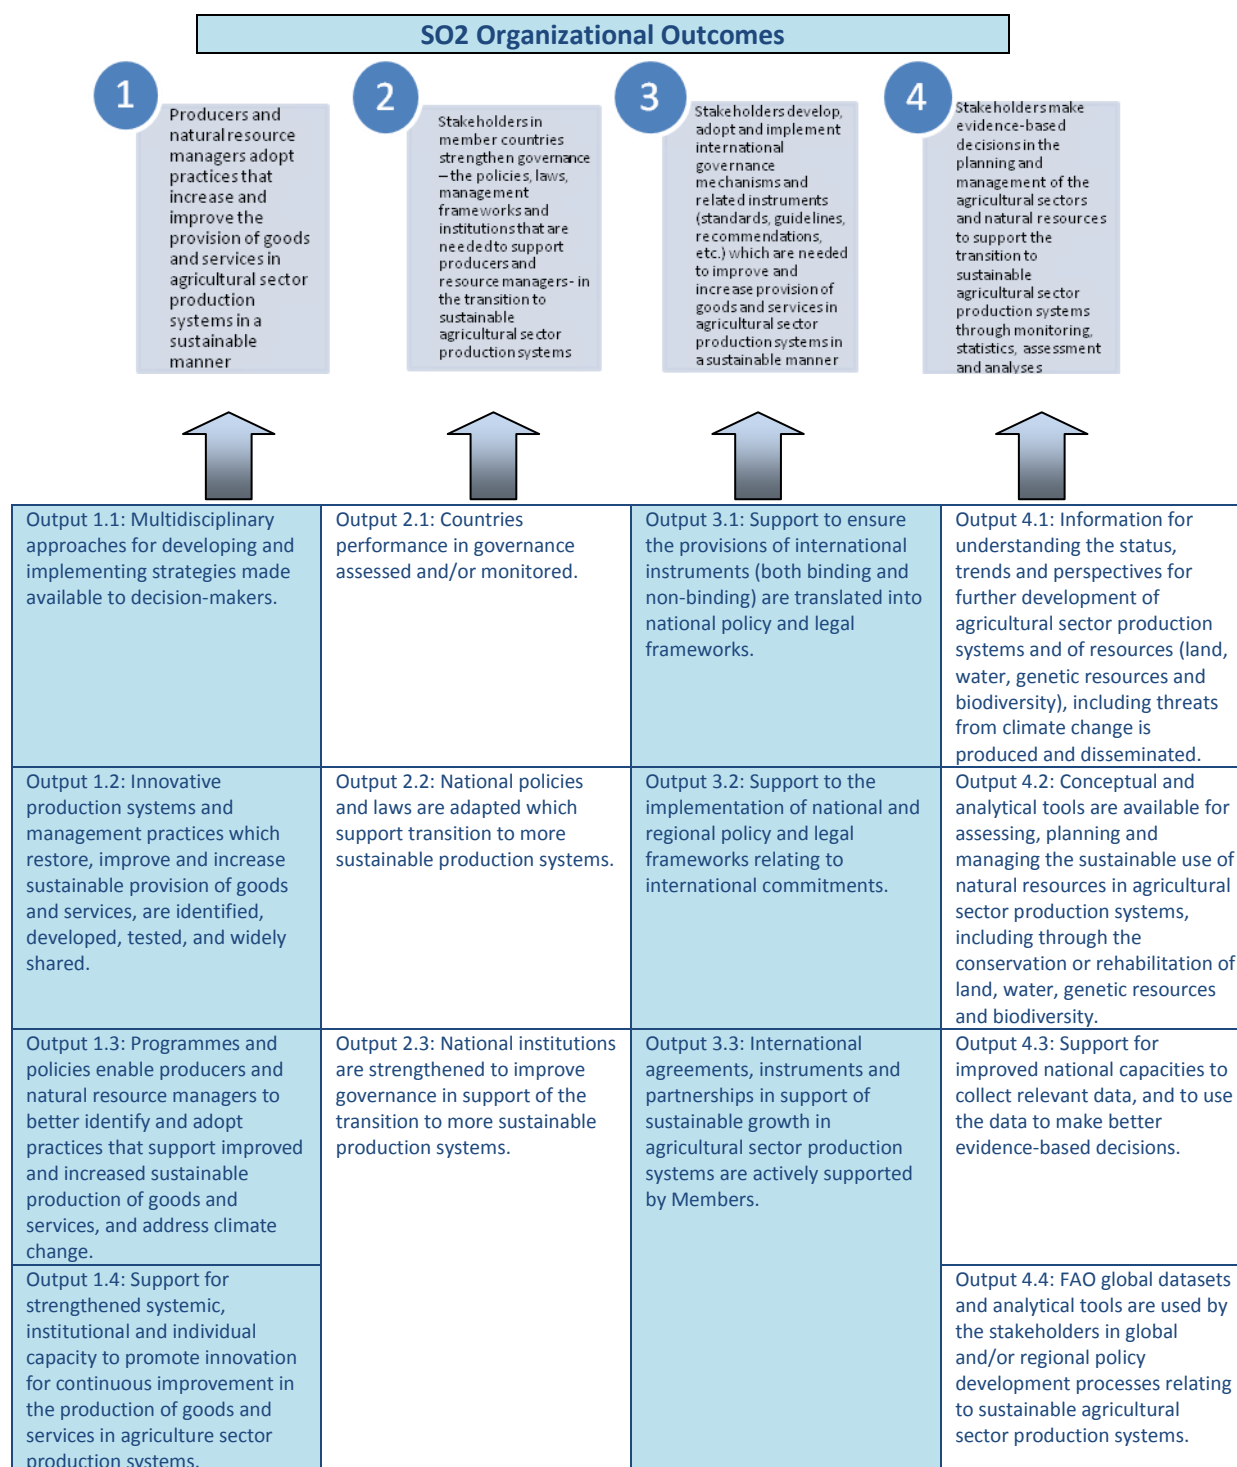 SO2 Organizational Outcomes
1
Producers and
natural resource
managers adopt
practices that
increase and
improve the
provision of goods
and services in
agricultural sector
production
systems in a
sustainable
manner
2
Stakeholders in
member countries
strengthen governance
– the policies, laws,
management
frameworks and
institutions that are
needed to support
producers and
resource managers- in
the transition to
sustainable
agricultural sector
production systems
3
Stakeholders develop,
adopt and implement
international
governance
mechanisms and
related instruments
(standards, guidelines,
recommendations,
etc.) which are needed
to improve and
increase provision of
goods and services in
agricultural sector
production systems in
a sustainable manner
4
Stakeholders make
evidence-based
decisions in the
planning and
management of the
agricultural sectors
and natural resources
to support the
transition to
sustainable
agricultural sector
production systems
through monitoring,
statistics, assessment
and analyses
Output 1.1: Multidisciplinary
approaches for developing and
implementing strategies made
available to decision-makers.
Output 2.1: Countries
performance in governance
assessed and/or monitored.
Output 3.1: Support to ensure
the provisions of international
instruments (both binding and
non-binding) are translated into
national policy and legal
frameworks.
Output 4.1: Information for
understanding the status,
trends and perspectives for
further development of
agricultural sector production
systems and of resources (land,
water, genetic resources and
biodiversity), including threats
from climate change is
produced and disseminated.
Output 1.2: Innovative
production systems and
management practices which
restore, improve and increase
sustainable provision of goods
and services, are identified,
developed, tested, and widely
shared.
Output 2.2: National policies
and laws are adapted which
support transition to more
sustainable production systems.
Output 3.2: Support to the
implementation of national and
regional policy and legal
frameworks relating to
international commitments.
Output 4.2: Conceptual and
analytical tools are available for
assessing, planning and
managing the sustainable use of
natural resources in agricultural
sector production systems,
including through the
conservation or rehabilitation of
land, water, genetic resources
and biodiversity.
Output 1.3: Programmes and
policies enable producers and
natural resource managers to
better identify and adopt
practices that support improved
and increased sustainable
production of goods and
services, and address climate
change.
Output 2.3: National institutions
are strengthened to improve
governance in support of the
transition to more sustainable
production systems.
Output 3.3: International
agreements, instruments and
partnerships in support of
sustainable growth in
agricultural sector production
systems are actively supported
by Members.
Output 4.3: Support for
improved national capacities to
collect relevant data, and to use
the data to make better
evidence-based decisions.
Output 1.4: Support for
strengthened systemic,
institutional and individual
capacity to promote innovation
for continuous improvement in
the production of goods and
services in agriculture sector
production systems.
Output 4.4: FAO global datasets
and analytical tools are used by
the stakeholders in global
and/or regional policy
development processes relating
to sustainable agricultural
sector production systems.